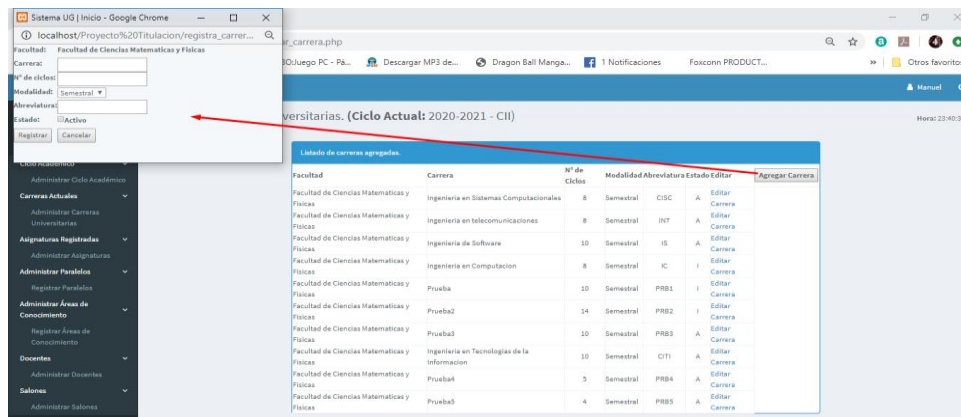 Sistema UG | Inicio - Google Chrome
localhost/Proyecto%20Titulacion/registra_carrer...
Facultad: Facultad de Ciencias Matematicas y Fisicas
Carrera:
N° de ciclos:
Modalidad: Semestral
Abreviatura:
Estado: Activo
Registrar Cancelar
ar_carrera.php
Juego PC - Pá... Descargar MP3 de... Dragon Ball Manga... 1 Notificaciones Foxconn PRODUCT...
» Otros favoritos
Manuel
versitarias. (Ciclo Actual: 2020-2021 - CII)
Hora: 23:40:3
Ciclo Académico
Administrar Ciclo Académico
Carreras Actuales
Administrar Carreras
Universitarias
Asignaturas Registradas
Administrar Asignaturas
Administrar Paralelos
Registrar Paralelos
Administrar Áreas de
Conocimiento
Registrar Áreas de
Conocimiento
Docentes
Administrar Docentes
Salones
Administrar Salones
Listado de carreras agregadas.
Facultad Carrera N° de Ciclos Modalidad Abreviatura Estado Editar Agregar Carrera
Facultad de Ciencias Matematicas y Fisicas Ingenieria en Sistemas Computacionales 8 Semestral CISC A Editar Carrera
Facultad de Ciencias Matematicas y Fisicas Ingenieria en telecomunicaciones 8 Semestral INT A Editar Carrera
Facultad de Ciencias Matematicas y Fisicas Ingenieria de Software 10 Semestral IS A Editar Carrera
Facultad de Ciencias Matematicas y Fisicas Ingenieria en Computacion 8 Semestral IC I Editar Carrera
Facultad de Ciencias Matematicas y Fisicas Prueba 10 Semestral PRB1 I Editar Carrera
Facultad de Ciencias Matematicas y Fisicas Prueba2 14 Semestral PRB2 I Editar Carrera
Facultad de Ciencias Matematicas y Fisicas Prueba3 10 Semestral PRB3 A Editar Carrera
Facultad de Ciencias Matematicas y Fisicas Ingenieria en Tecnologias de la Informacion 10 Semestral CITI A Editar Carrera
Facultad de Ciencias Matematicas y Fisicas Prueba4 5 Semestral PRB4 A Editar Carrera
Facultad de Ciencias Matematicas y Fisicas Prueba5 4 Semestral PRB5 A Editar Carrera